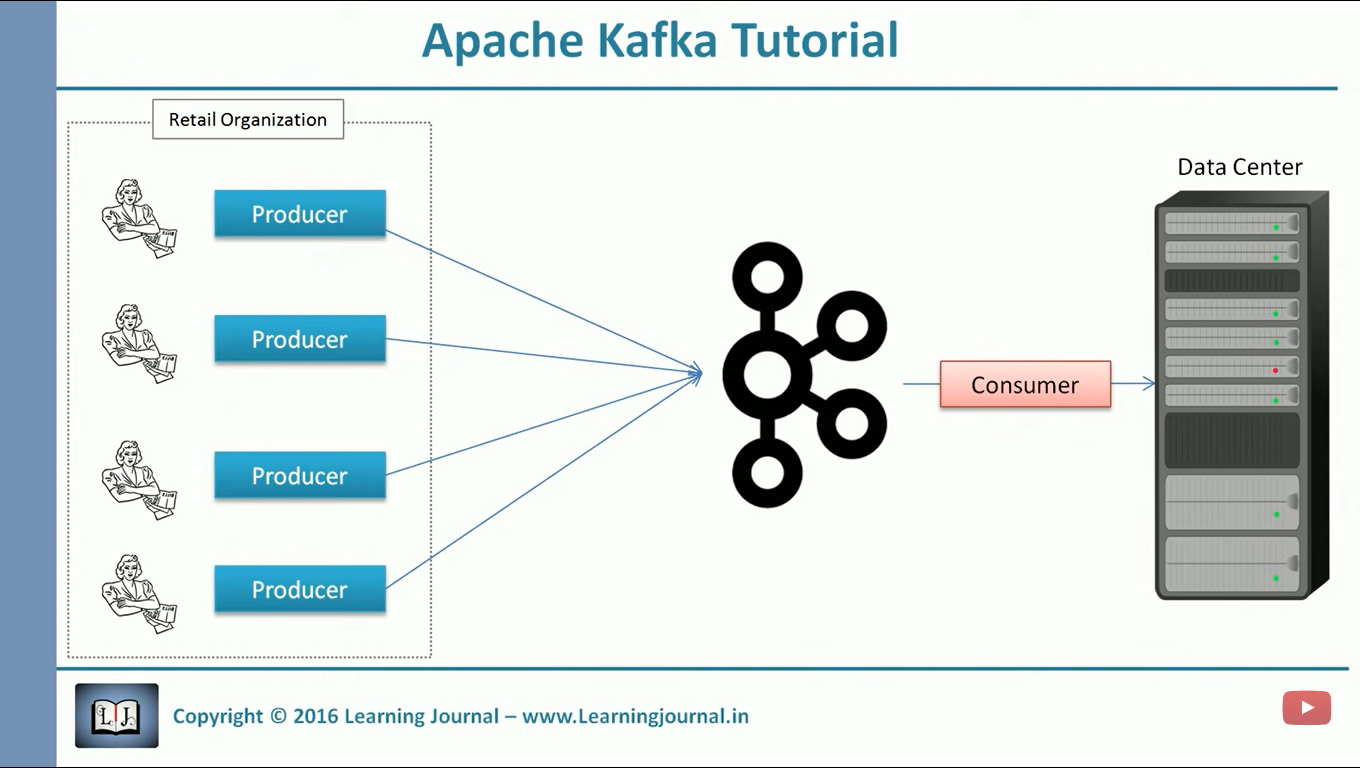 Apache Kafka Tutorial
Retail Organization
Data Center
Producer
Producer
Consumer
Producer
Producer
LJ
Copyright © 2016 Learning Journal – www.Learningjournal.in